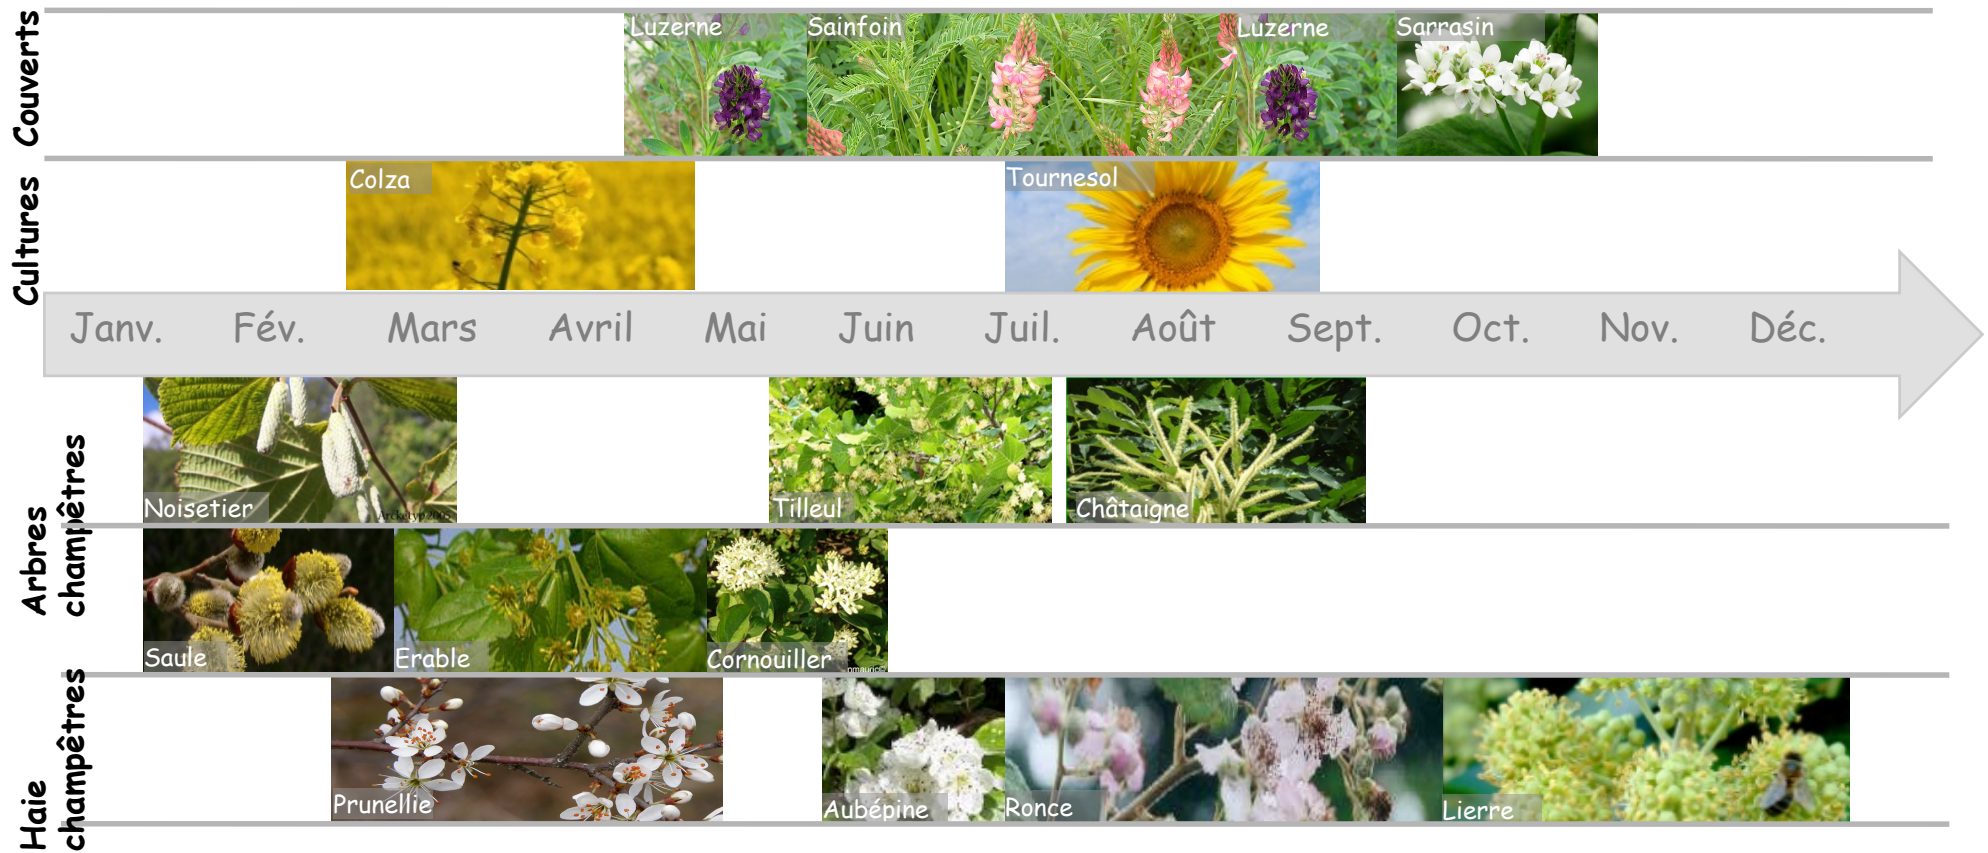 Couverts
Luzerne
Sainfoin
Luzerne
Sarrasin
Cultures
Colza
Tournesol
Janv. Fév. Mars Avril Mai Juin Juil. Août Sept. Oct. Nov. Déc.
Arbres
champêtres
Noisetier
Tilleul
Châtaigne
Saule
Erable
Cornouiller
Haie
champêtres
Prunellie
Aubépine
Ronce
Lierre